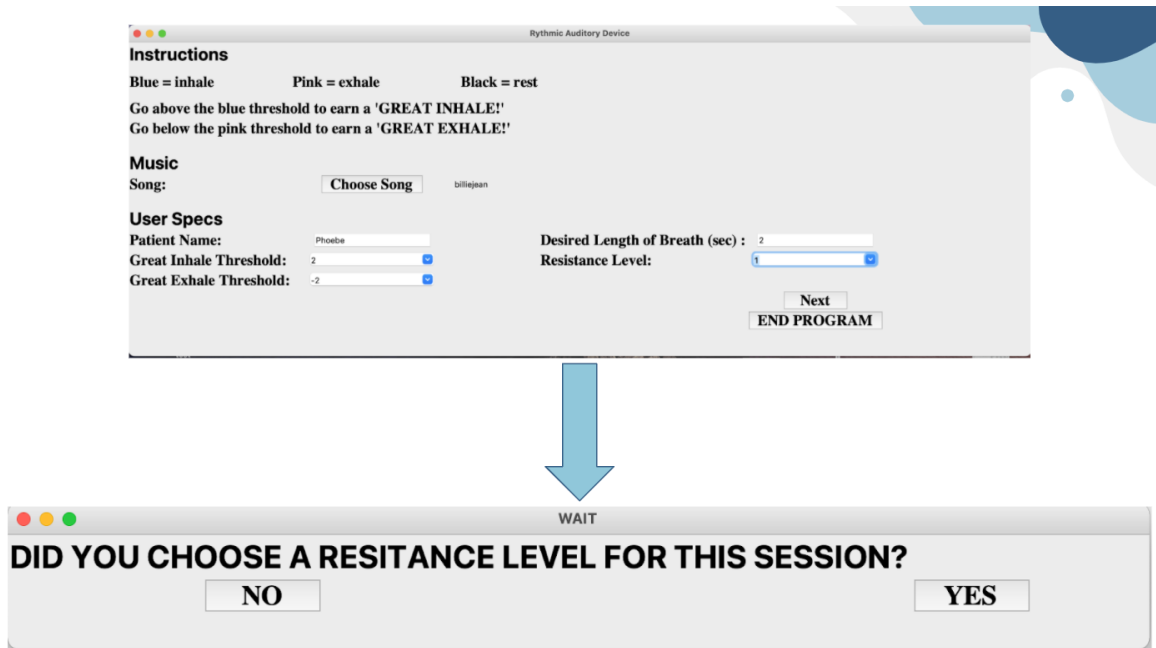 Rythmic Auditory Device
Instructions
Blue = inhale Pink = exhale Black = rest
Go above the blue threshold to earn a 'GREAT INHALE!'
Go below the pink threshold to earn a 'GREAT EXHALE!'
Music
Song: Choose Song billiejean
User Specs
Patient Name: Phoebe Desired Length of Breath (sec) : 2
Great Inhale Threshold: 2 Resistance Level: 1
Great Exhale Threshold: -2
Next
END PROGRAM
WAIT
DID YOU CHOOSE A RESITANCE LEVEL FOR THIS SESSION?
NO YES